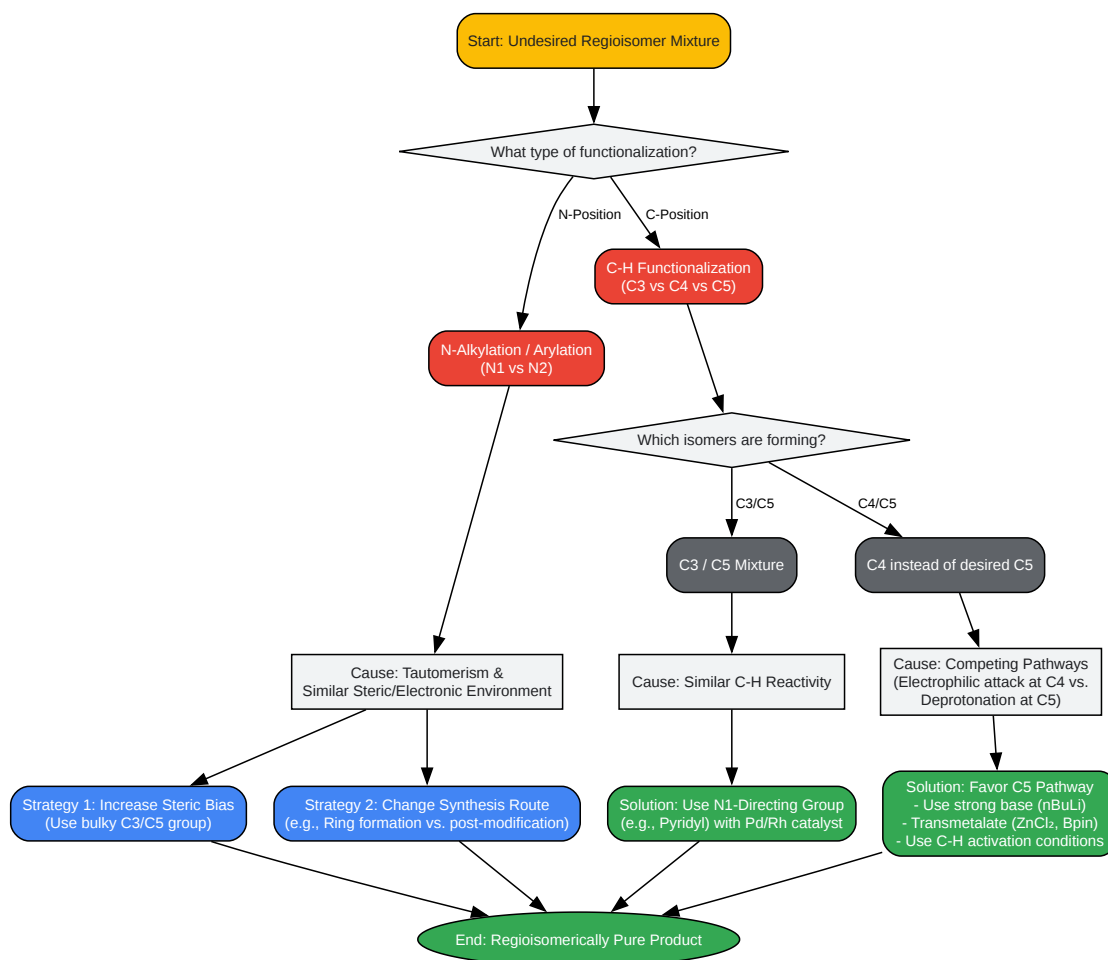 Start: Undesired Regioisomer Mixture
What type of functionalization?
N-Position
C-Position
C-H Functionalization
(C3 vs C4 vs C5)
N-Alkylation / Arylation
(N1 vs N2)
Which isomers are forming?
C3/C5
C4/C5
C3 / C5 Mixture
C4 instead of desired C5
Cause: Tautomerism &
Similar Steric/Electronic Environment
Cause: Similar C-H Reactivity
Cause: Competing Pathways
(Electrophilic attack at C4 vs.
Deprotonation at C5)
Strategy 1: Increase Steric Bias
(Use bulky C3/C5 group)
Strategy 2: Change Synthesis Route
(e.g., Ring formation vs. post-modification)
Solution: Use N1-Directing Group
(e.g., Pyridyl) with Pd/Rh catalyst
Solution: Favor C5 Pathway
- Use strong base (nBuLi)
- Transmetalate (ZnCl₂, Bpin)
- Use C-H activation conditions
End: Regioisomerically Pure Product